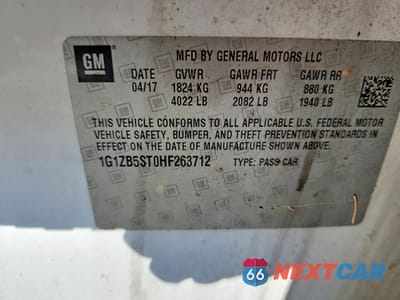 GM
MFD BY GENERAL MOTORS LLC
DATE GVWR GAWR FRT GAWR RR
04/17 1824 KG 944 KG 880 KG
4022 LB 2082 LB 1940 LB
THIS VEHICLE CONFORMS TO ALL APPLICABLE U.S. FEDERAL MOTOR
VEHICLE SAFETY, BUMPER, AND THEFT PREVENTION STANDARDS IN
EFFECT ON THE DATE OF MANUFACTURE SHOWN ABOVE.
1G1ZB5ST0HF263712 TYPE: PASS CAR
66 NEXTCAR